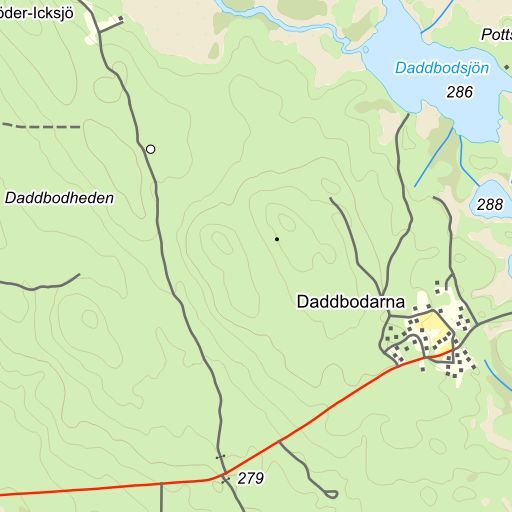 öder-Icksjö
Potts
Daddbodsjön
286
Daddbodheden
288
Daddbodarna
279